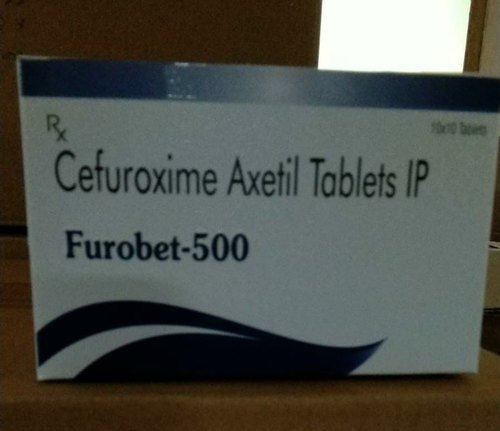 Rx
10x10 Tablets
Cefuroxime Axetil Tablets IP
Furobet-500